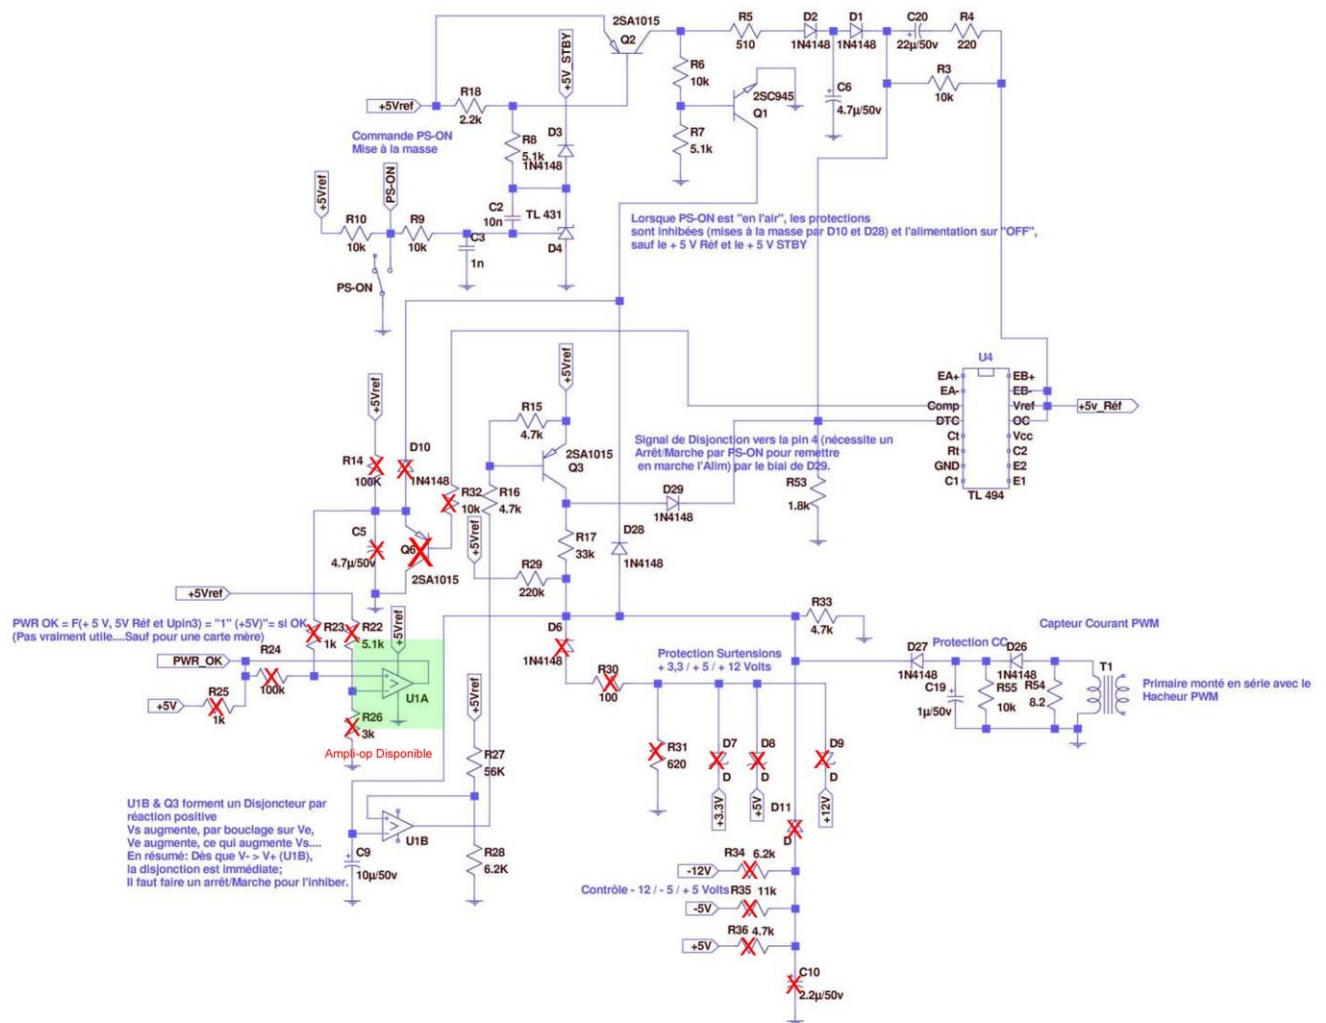 2SA1015
Q2
R5
510
D2
1N4148
D1
1N4148
C20
22µ/50v
R4
220
+5V_STBY
R6
10k
R3
10k
+5Vref
R18
2.2k
2SC945
Q1
C6
4.7µ/50v
Commande PS-ON
Mise à la masse
R8
5.1k
D3
1N4148
R7
5.1k
+5Vref
PS-ON
R10
10k
R9
10k
C2
10n
TL 431
D4
C3
1n
PS-ON
Lorsque PS-ON est "en l'air", les protections
sont inhibées (mises à la masse par D10 et D28) et l'alimentation sur "OFF",
sauf le + 5 V Réf et le + 5 V STBY
U4
EA+
EA-
Comp
DTC
Ct
Rt
GND
C1
EB+
EB-
Vref
OC
Vcc
C2
E2
E1
TL 494
+5v_Réf
+5Vref
+5Vref
R15
4.7k
2SA1015
Q3
Signal de Disjonction vers la pin 4 (nécessite un
Arrêt/Marche par PS-ON pour remettre
en marche l'Alim) par le biai de D29.
R14
100K
D10
1N4148
R32
10k
R16
4.7k
D29
1N4148
R53
1.8k
C5
4.7µ/50v
Q6
2SA1015
+5Vref
R17
33k
D28
1N4148
R29
220k
+5Vref
PWR OK = F(+ 5 V, 5V Réf et Upin3) = "1" (+5V)"= si OK
(Pas vraiment utile....Sauf pour une carte mère)
R23
1k
R22
5.1k
+5Vref
R33
4.7k
PWR_OK
R24
100k
U1A
D6
1N4148
Protection Surtensions
+ 3,3 / + 5 / + 12 Volts
R30
100
Capteur Courant PWM
Protection CC
D27
1N4148
D26
1N4148
T1
C19
1µ/50v
R55
10k
R54
8.2
Primaire monté en série avec le
Hacheur PWM
+5V
R25
1k
R26
3k
Ampli-op Disponible
+5Vref
R27
56K
R31
620
D7
D
D8
D
D9
D
+3.3V
+5V
+12V
D11
D
U1B & Q3 forment un Disjoncteur par
réaction positive
Vs augmente, par bouclage sur Ve,
Ve augmente, ce qui augmente Vs....
En résumé: Dès que V- > V+ (U1B),
la disjonction est immédiate;
Il faut faire un arrêt/Marche pour l'inhiber.
U1B
C9
10µ/50v
R28
6.2K
-12V
R34
6.2k
Contrôle - 12 / - 5 / + 5 Volts
R35
11k
-5V
R36
4.7k
+5V
C10
2.2µ/50v